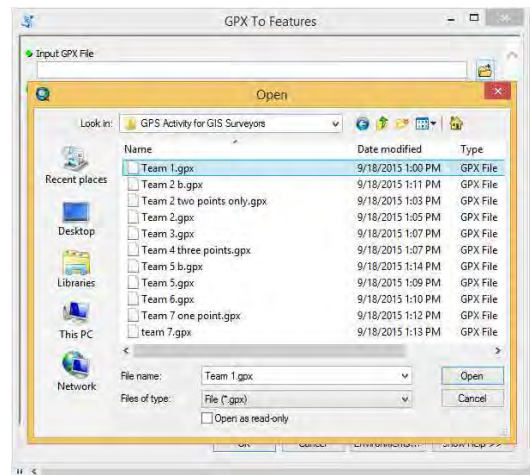 GPX To Features
Input GPX File
Open
Look in: GPS Activity for GIS Surveyors
Name Date modified Type
Team 1.gpx 9/18/2015 1:00 PM GPX File
Team 2 b.gpx 9/18/2015 1:11 PM GPX File
Team 2 two points only.gpx 9/18/2015 1:03 PM GPX File
Team 2.gpx 9/18/2015 1:05 PM GPX File
Team 3.gpx 9/18/2015 1:07 PM GPX File
Team 4 three points.gpx 9/18/2015 1:07 PM GPX File
Team 5 b.gpx 9/18/2015 1:14 PM GPX File
Team 5.gpx 9/18/2015 1:09 PM GPX File
Team 6.gpx 9/18/2015 1:10 PM GPX File
Team 7 one point.gpx 9/18/2015 1:12 PM GPX File
team 7.gpx 9/18/2015 1:13 PM GPX File
Recent places
Desktop
Libraries
This PC
Network
File name: Team 1.gpx Open
Files of type: File (*.gpx) Cancel
Open as read-only